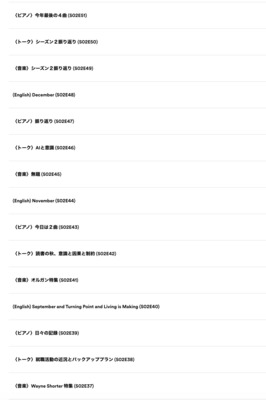 （ピアノ）今年最後の４曲 (S02E51)
（トーク）シーズン２振り返り (S02E50)
（音楽）シーズン２振り返り (S02E49)
(English) December (S02E48)
（ピアノ）振り返り (S02E47)
（トーク）AIと意識 (S02E46)
（音楽）無題 (S02E45)
(English) November (S02E44)
（ピアノ）今日は２曲 (S02E43)
（トーク）読書の秋、意識と因果と制約 (S02E42)
（音楽）オルガン特集 (S02E41)
(English) September and Turning Point and Living is Making (S02E40)
（ピアノ）日々の記録 (S02E39)
（トーク）就職活動の近況とバックアッププラン (S02E38)
（音楽）Wayne Shorter 特集 (S02E37)